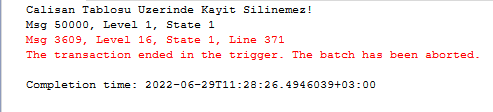 Calisan Tablosu Uzerinde Kayit Silinemez!
Msg 50000, Level 1, State 1
Msg 3609, Level 16, State 1, Line 371
The transaction ended in the trigger. The batch has been aborted.
Completion time: 2022-06-29T11:28:26.4946039+03:00